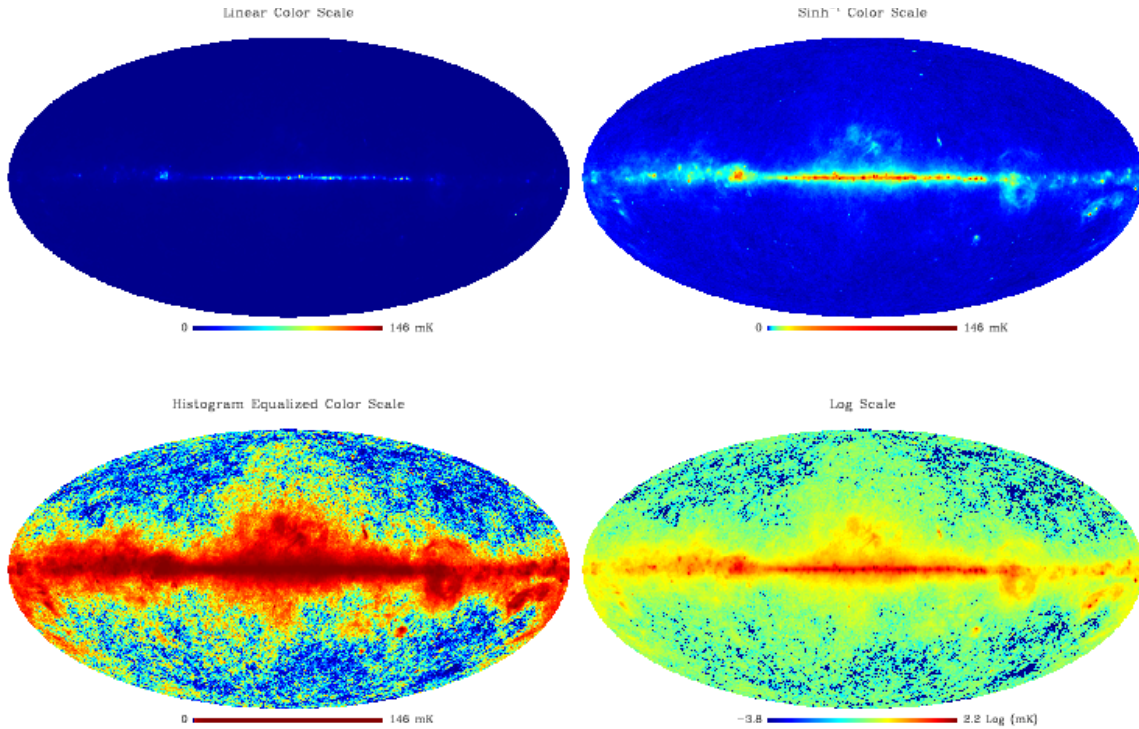 Linear Color Scale
Sinh⁻¹ Color Scale
0 146 mK
0 146 mK
Histogram Equalized Color Scale
Log Scale
0 146 mK
−3.8 2.2 Log (mK)